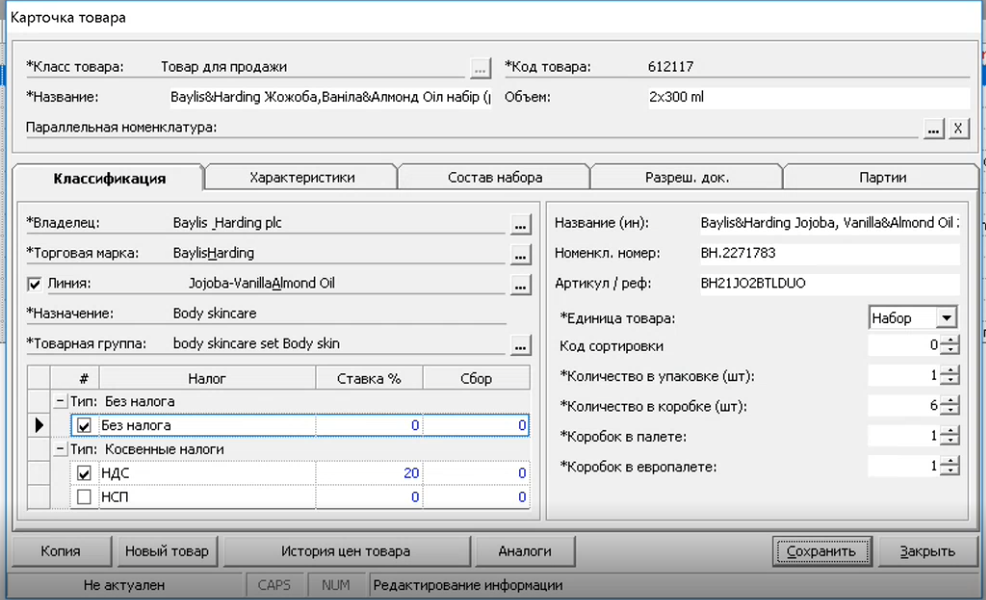 Карточка товара
*Класс товара: Товар для продажи ... *Код товара: 612117
*Название: Baylis&Harding Жожоба,Ваніла&Алмонд Оіл набір ( Объем: 2x300 ml
Параллельная номенклатура: ... X
Классификация Характеристики Состав набора Разреш. док. Партии
*Владелец: Baylis _Harding plc ... Название (ин): Baylis&Harding Jojoba, Vanilla&Almond Oil
*Торговая марка: BaylisHarding ... Номенкл. номер: BH.2271783
Линия: Jojoba-VanillaAlmond Oil ... Артикул / реф: BH21JO2BTLDUO
*Назначение: Body skincare *Единица товара: Набор
*Товарная группа: body skincare set Body skin ... Код сортировки 0
# Налог Ставка % Сбор *Количество в упаковке (шт): 1
Тип: Без налога *Количество в коробке (шт): 6
Без налога 0 0 *Коробок в палете: 1
Тип: Косвенные налоги *Коробок в европалете: 1
НДС 20 0
НСП 0 0
Копия Новый товар История цен товара Аналоги Сохранить Закрыть
Не актуален CAPS NUM Редактирование информации